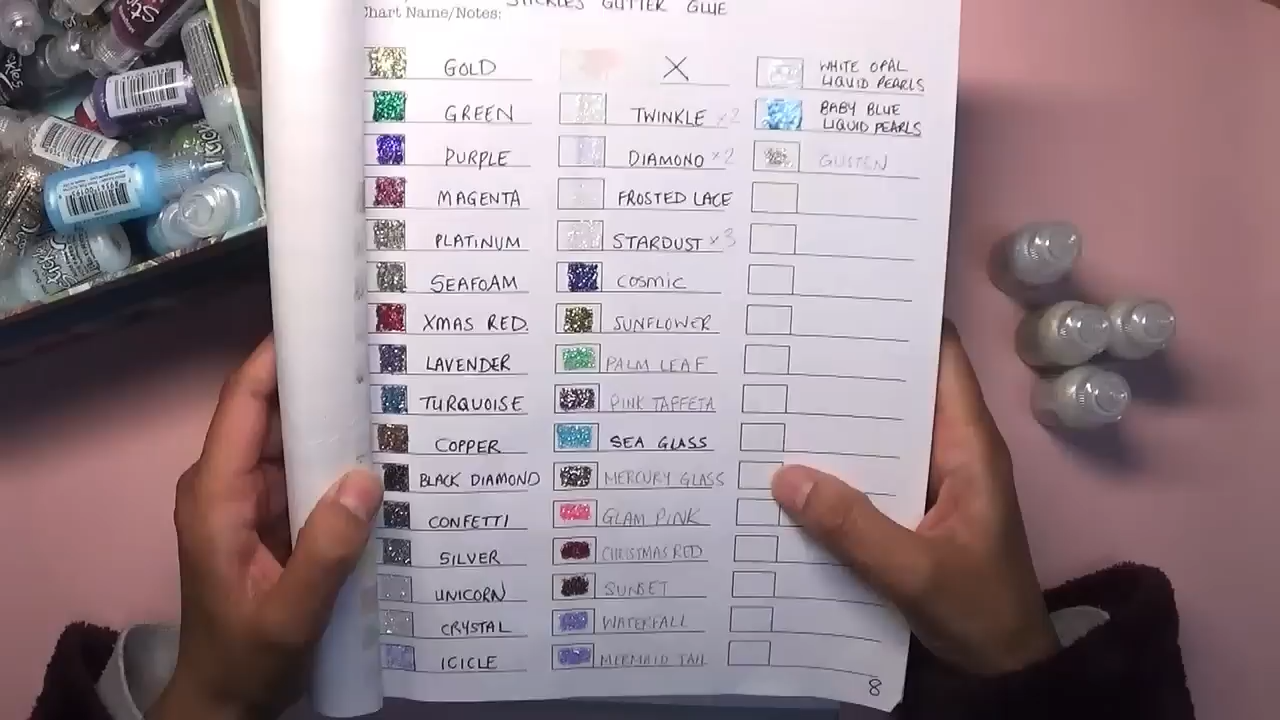 STICKLES GLITTER GLUE
Chart Name/Notes:
GOLD
GREEN
PURPLE
MAGENTA
PLATINUM
SEAFOAM
XMAS RED.
LAVENDER
TURQUOISE
COPPER
BLACK DIAMOND
CONFETTI
SILVER
UNICORN
CRYSTAL
ICICLE
X
TWINKLE x2
DIAMOND x2
FROSTED LACE
STARDUST x3
COSMIC
SUNFLOWER
PALM LEAF
PINK TAFFETA
SEA GLASS
MERCURY GLASS
GLAM PINK
CHRISTMAS RED
SUNSET
WATERFALL
MERMAID TAIL
WHITE OPAL
LIQUID PEARLS
BABY BLUE
LIQUID PEARLS
GLISTEN
8